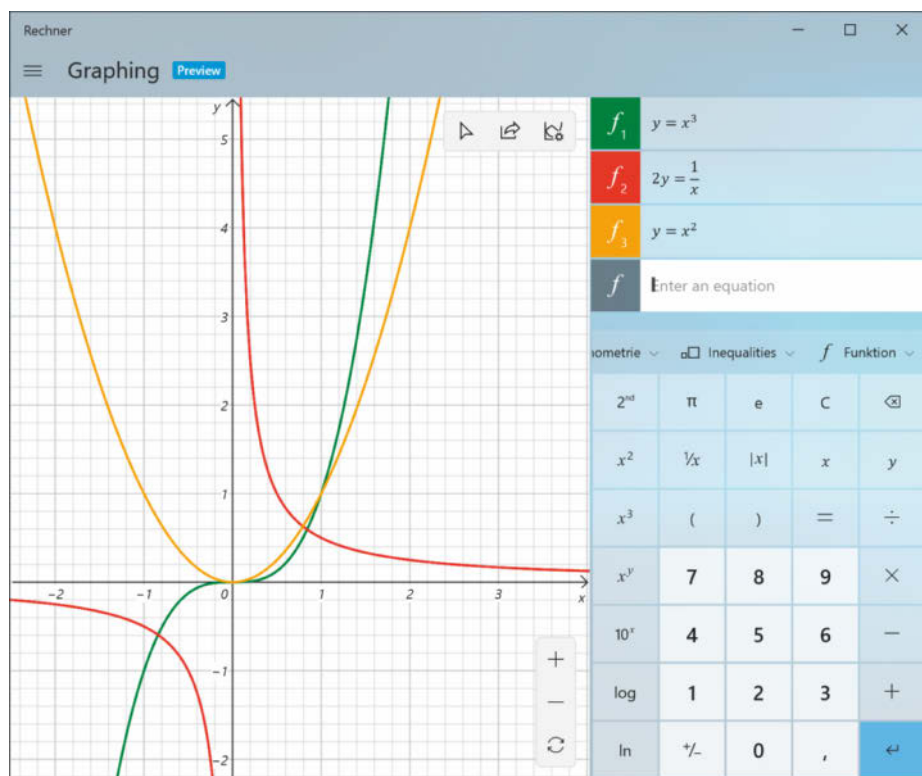 Rechner
Graphing Preview
y
5
4
3
2
1
-2 -1 0 1 2 3 x
-1
-2
f₁ y = x³
f₂ 2y = 1/x
f₃ y = x²
f Enter an equation
nometrie Inequalities f Funktion
2ⁿᵈ π e C
x² ¹/x |x| x y
x³ ( ) = ÷
xʸ 7 8 9 ×
10ˣ 4 5 6 −
log 1 2 3 +
ln +/− 0 ,